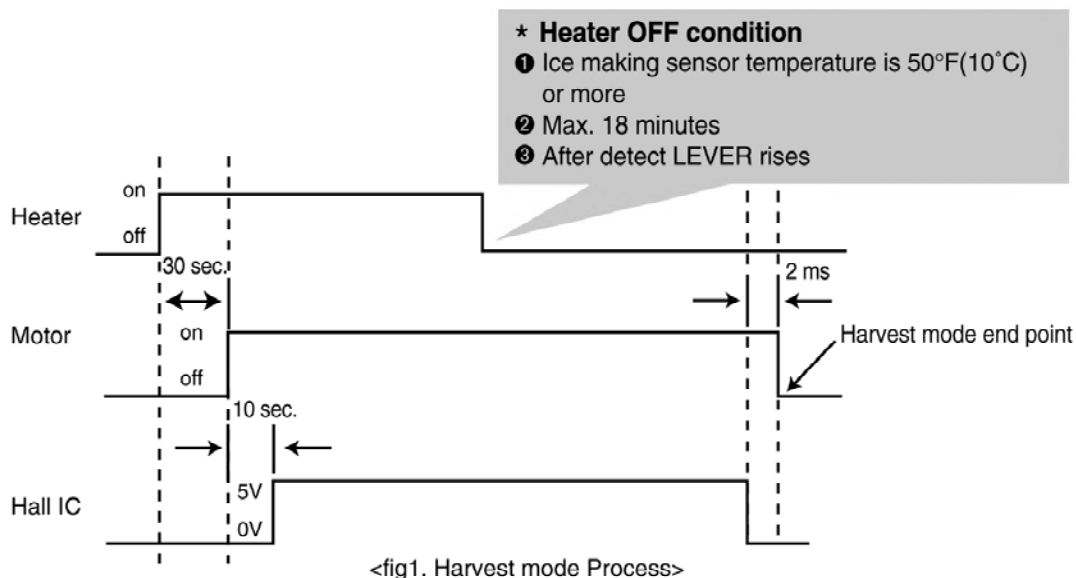 * Heater OFF condition
❶ Ice making sensor temperature is 50°F(10°C)
or more
❷ Max. 18 minutes
❸ After detect LEVER rises
on
Heater
off
30 sec.
2 ms
Motor
on
Harvest mode end point
off
10 sec.
5V
Hall IC
0V
<fig1. Harvest mode Process>